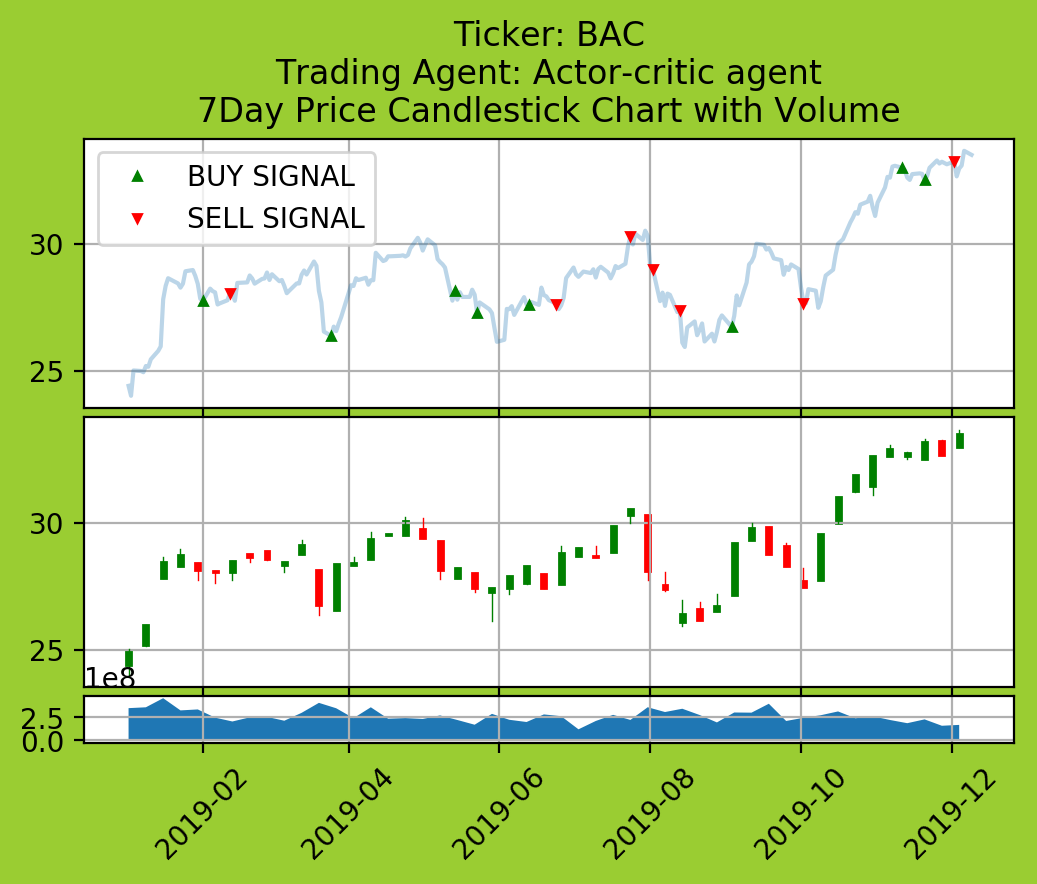 Ticker: BAC
Trading Agent: Actor-critic agent
7Day Price Candlestick Chart with Volume
BUY SIGNAL
SELL SIGNAL
30
25
30
25
1e8
2.5
0.0
2019-02
2019-04
2019-06
2019-08
2019-10
2019-12